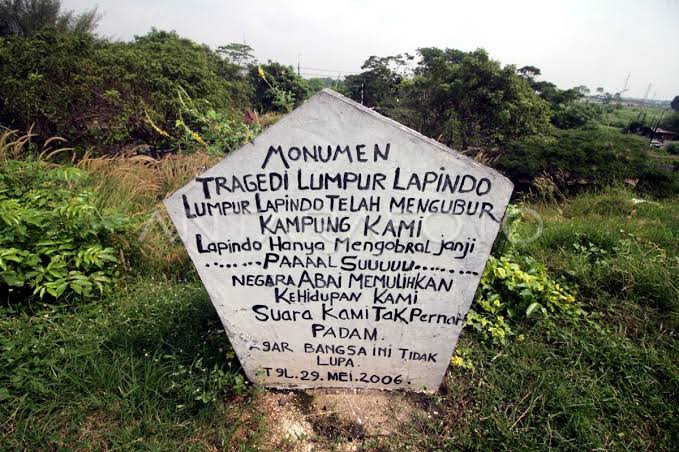 MONUMEN
TRAGEDI LUMPUR LAPINDO
LUMPUR LAPINDO TELAH MENGUBUR
KAMPUNG KAMI
Lapindo Hanya Mengobral janji
....... PAAAAL SUUUUU.........
NEGARA ABAI MEMULIHKAN
KEHIDUPAN KAMI
SUARA KAMI TAK Pernah
PADAM.
AGAR BANGSA INI TIDAK
LUPA.
T9L. 29. MEI. 2006.